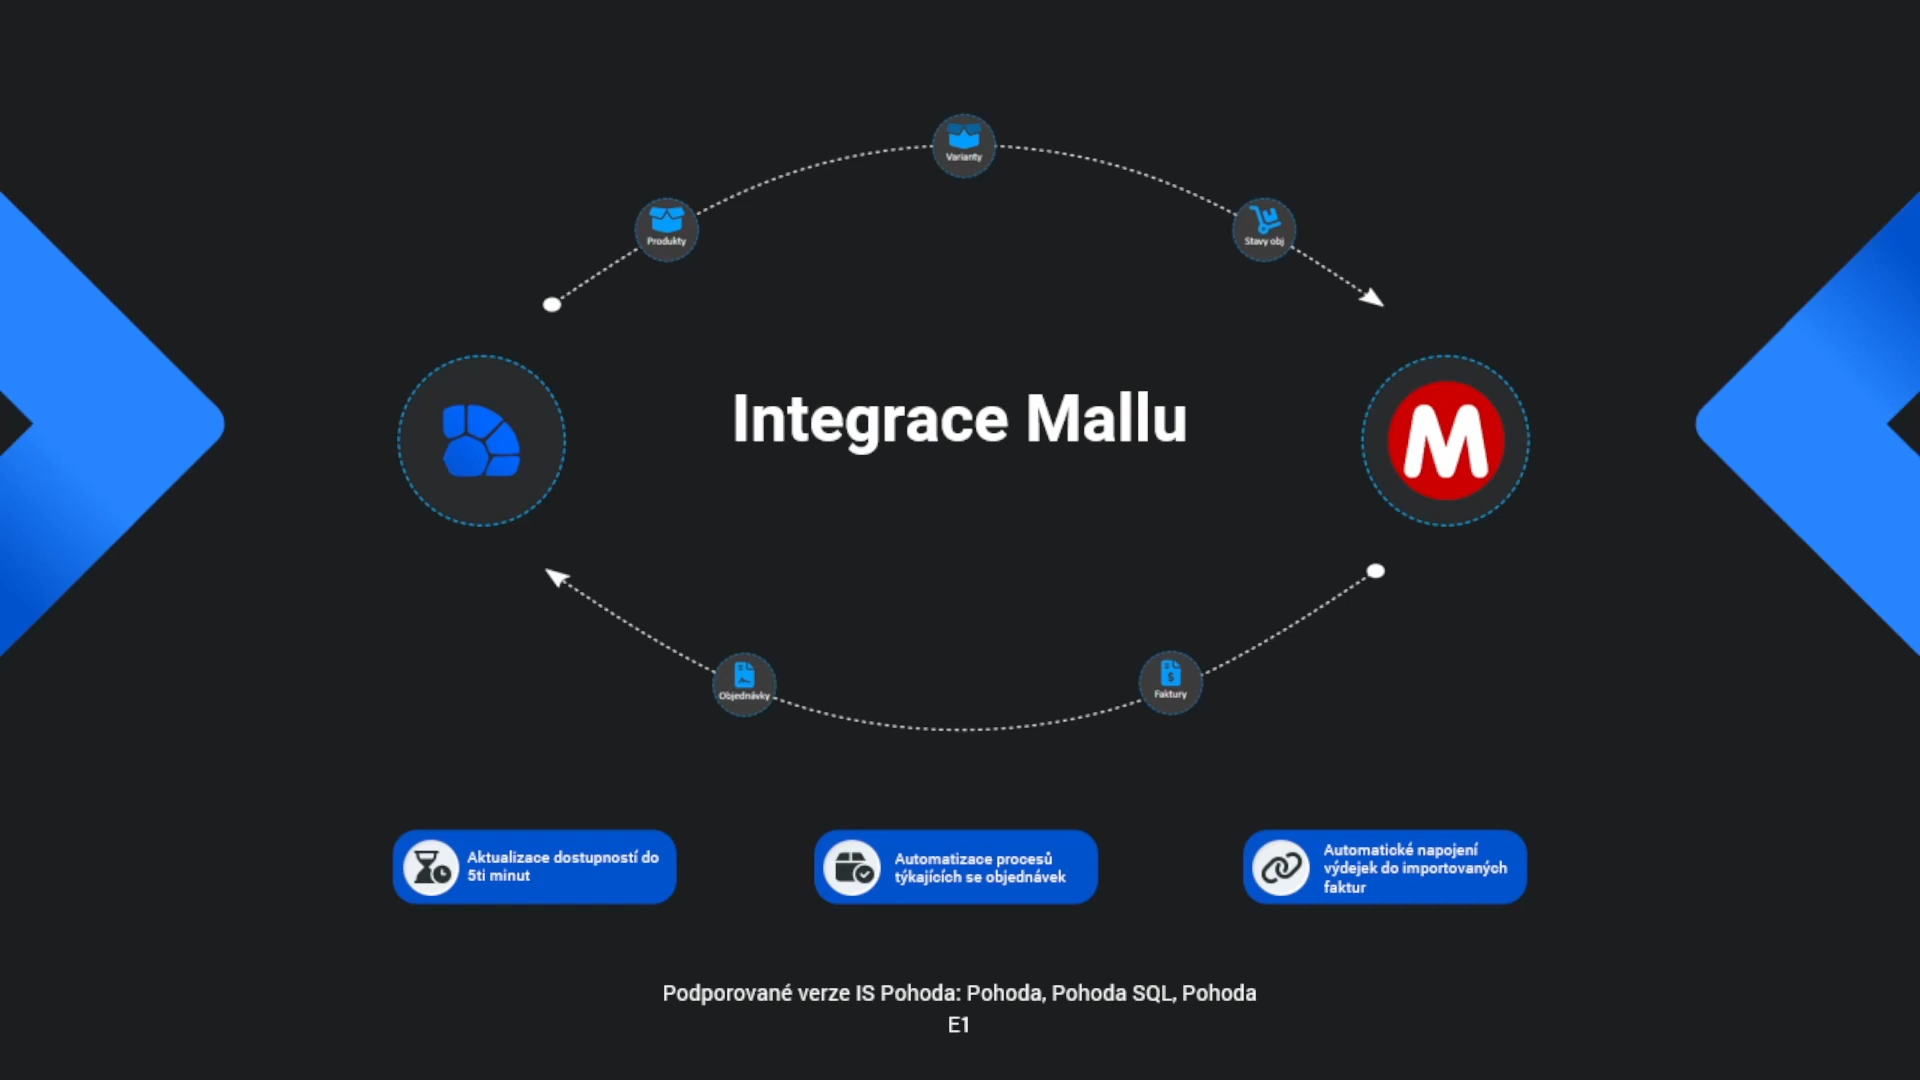 Varianty
Produkty
Stavy obj
Integrace Mallu
M
Objednávky
Faktury
Aktualizace dostupností do
5ti minut
Automatizace procesů
týkajících se objednávek
Automatické napojení
výdejek do importovaných
faktur
Podporované verze IS Pohoda: Pohoda, Pohoda SQL, Pohoda
E1